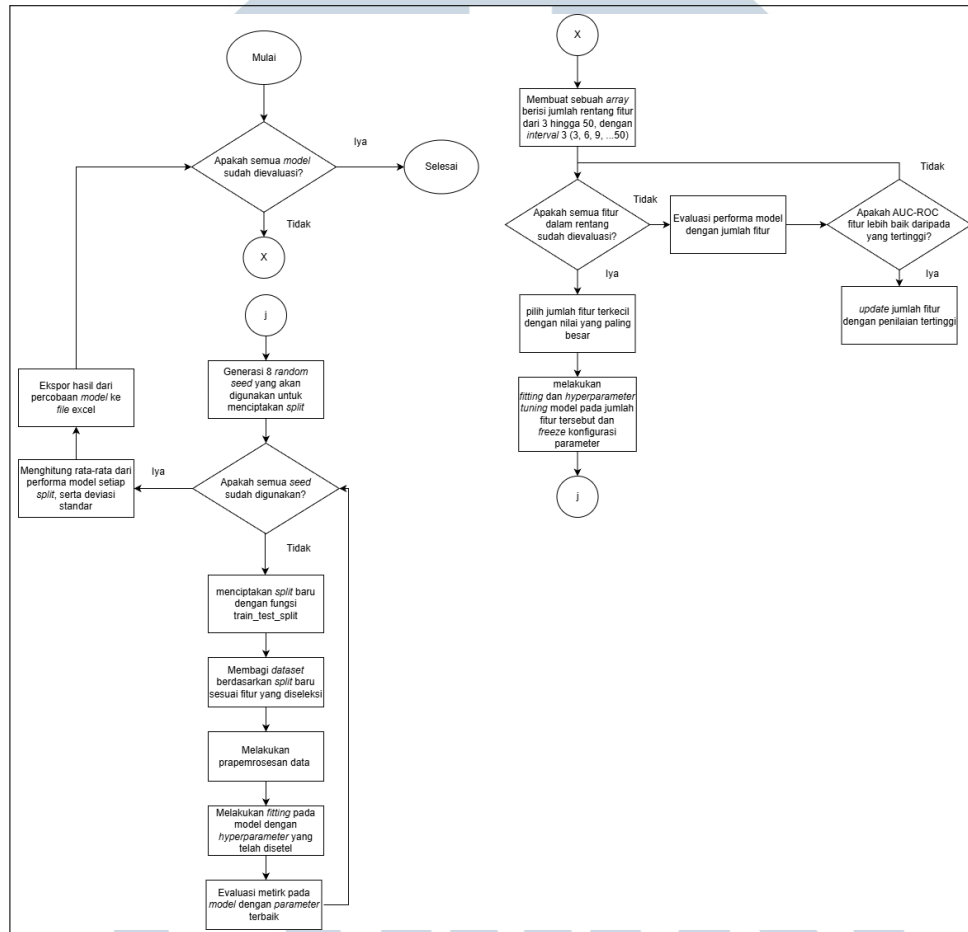 Mulai
Apakah semua model
sudah dievaluasi?
Iya
Selesai
Tidak
X
j
Generasi 8 random
seed yang akan
digunakan untuk
menciptakan split
Apakah semua seed
sudah digunakan?
Iya
Menghitung rata-rata dari
performa model setiap
split, serta deviasi
standar
Ekspor hasil dari
percobaan model ke
file excel
Tidak
menciptakan split baru
dengan fungsi
train_test_split
Membagi dataset
berdasarkan split baru
sesuai fitur yang diseleksi
Melakukan
prapemrosesan data
Melakukan fitting pada
model dengan
hyperparameter yang
telah disetel
Evaluasi metirk pada
model dengan parameter
terbaik
X
Membuat sebuah array
berisi jumlah rentang fitur
dari 3 hingga 50, dengan
interval 3 (3, 6, 9, ...50)
Apakah semua fitur
dalam rentang
sudah dievaluasi?
Tidak
Evaluasi performa model
dengan jumlah fitur
Apakah AUC-ROC
fitur lebih baik daripada
yang tertinggi?
Tidak
Iya
update jumlah fitur
dengan penilaian tertinggi
Iya
pilih jumlah fitur terkecil
dengan nilai yang paling
besar
melakukan
fitting dan hyperparameter
tuning model pada jumlah
fitur tersebut dan
freeze konfigurasi
parameter
j